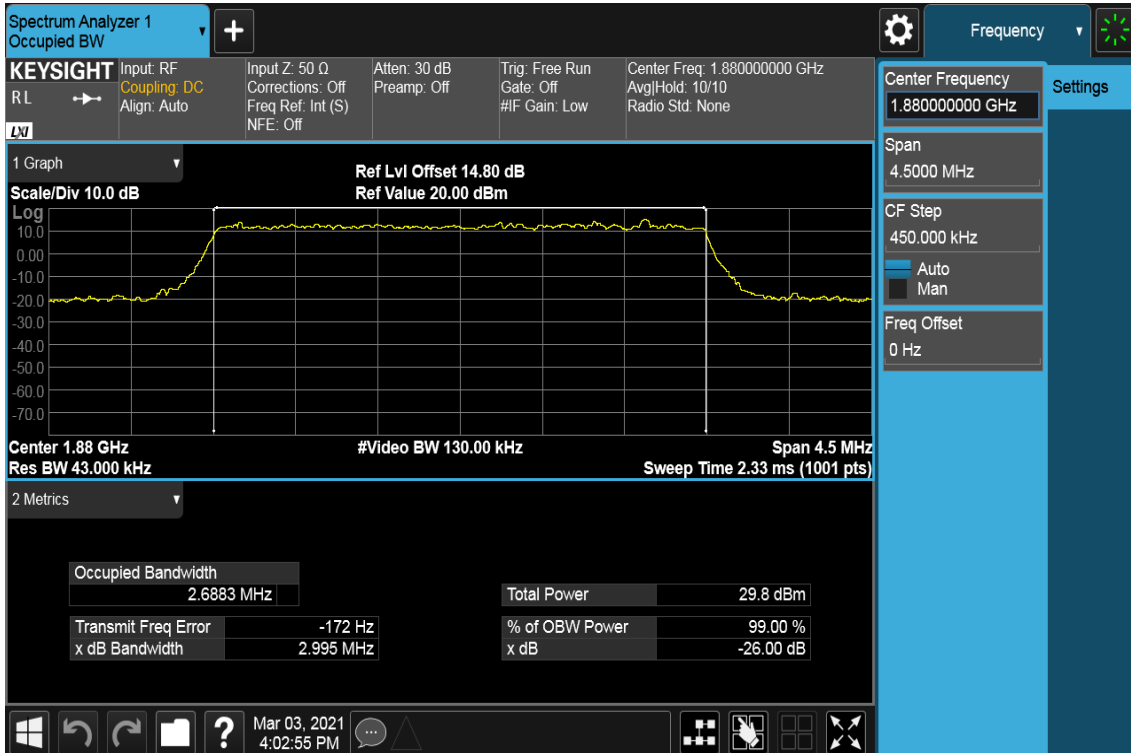 Spectrum Analyzer 1
Occupied BW
+
Frequency
KEYSIGHT
R L
LXI
Input: RF
Coupling: DC
Align: Auto
Input Z: 50 Ω
Corrections: Off
Freq Ref: Int (S)
NFE: Off
Atten: 30 dB
Preamp: Off
Trig: Free Run
Gate: Off
#IF Gain: Low
Center Freq: 1.880000000 GHz
Avg|Hold: 10/10
Radio Std: None
Center Frequency
1.880000000 GHz
Settings
Span
4.5000 MHz
CF Step
450.000 kHz
Auto
Man
Freq Offset
0 Hz
1 Graph
Scale/Div 10.0 dB
Ref Lvl Offset 14.80 dB
Ref Value 20.00 dBm
Log
10.0
0.00
-10.0
-20.0
-30.0
-40.0
-50.0
-60.0
-70.0
Center 1.88 GHz
Res BW 43.000 kHz
#Video BW 130.00 kHz
Span 4.5 MHz
Sweep Time 2.33 ms (1001 pts)
2 Metrics
Occupied Bandwidth
2.6883 MHz
Total Power 29.8 dBm
Transmit Freq Error -172 Hz
% of OBW Power 99.00 %
x dB Bandwidth 2.995 MHz
x dB -26.00 dB
?
Mar 03, 2021
4:02:55 PM